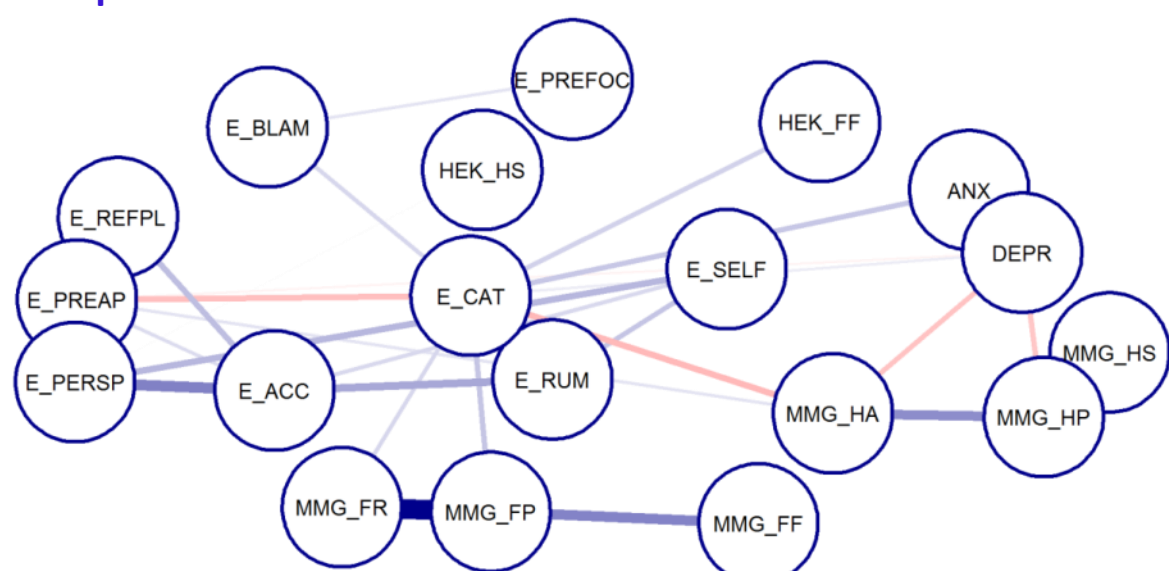 E_PREFOC
E_BLAM
HEK_FF
HEK_HS
ANX
E_REFPL
DEPR
E_SELF
E_PREAP
E_CAT
MMG_HS
E_PERSP
E_ACC
E_RUM
MMG_HA
MMG_HP
MMG_FR
MMG_FP
MMG_FF